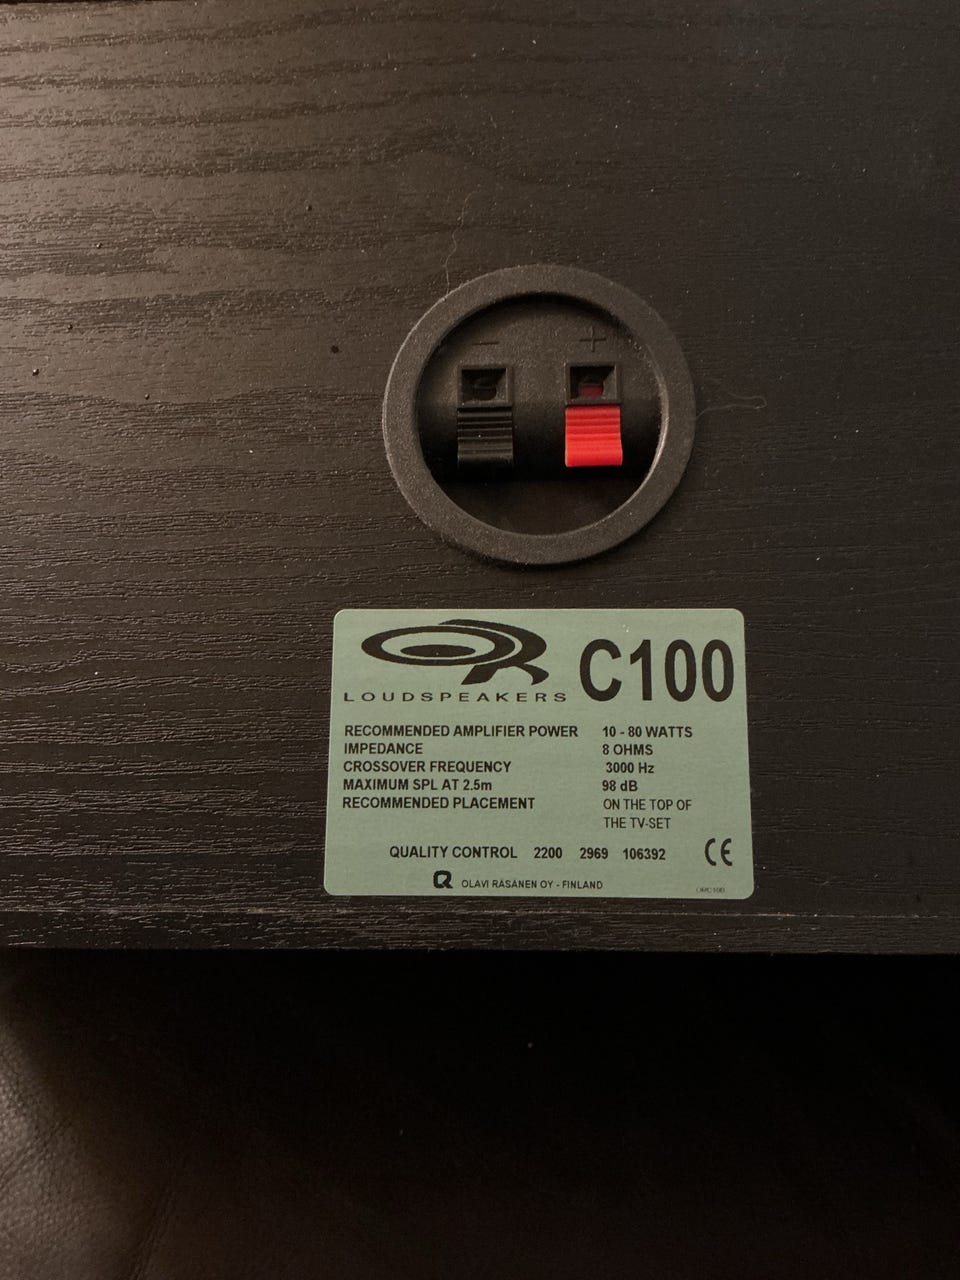 - +
OR C100
LOUDSPEAKERS
RECOMMENDED AMPLIFIER POWER 10 - 80 WATTS
IMPEDANCE 8 OHMS
CROSSOVER FREQUENCY 3000 Hz
MAXIMUM SPL AT 2.5m 98 dB
RECOMMENDED PLACEMENT ON THE TOP OF
THE TV-SET
QUALITY CONTROL 2200 2969 106392 CE
OLAVI RÄSÄNEN OY - FINLAND